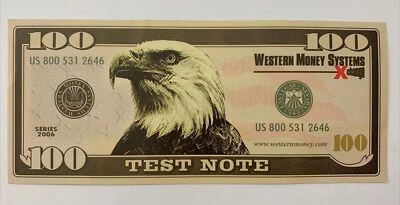 100
100
US 800 531 2646
WESTERN MONEY SYSTEMS
Xchange
US 800 531 2646
SERIES
2006
www.westernmoney.com
100
TEST NOTE
100